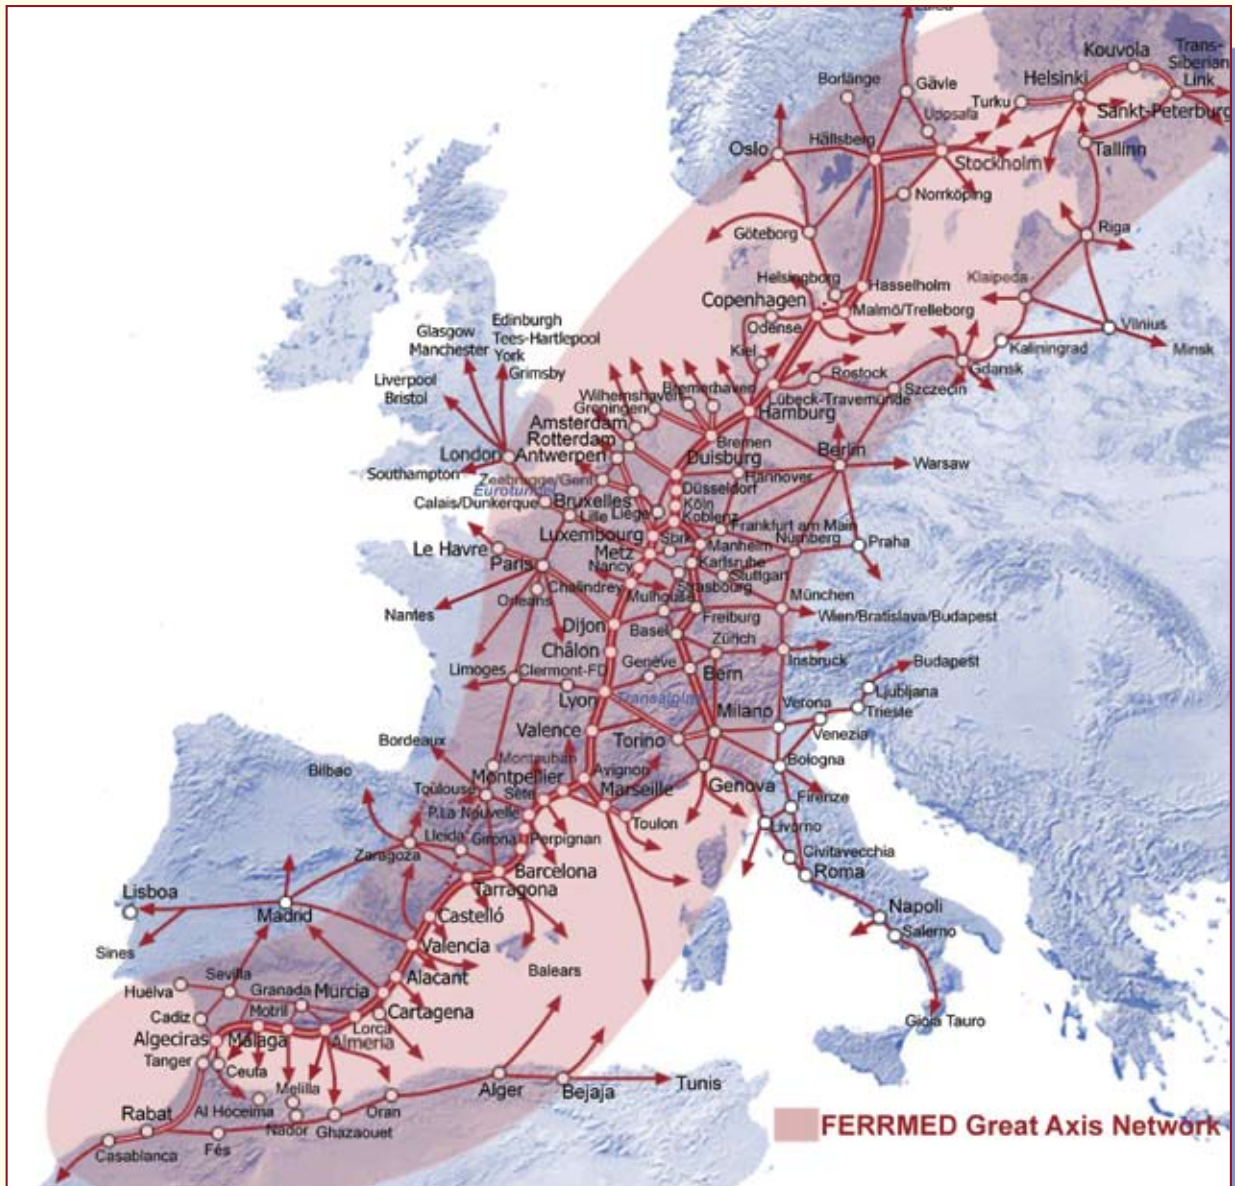 Kouvola
Trans-
Siberian
Link
Helsinki
Borlänge
Gävle
Turku
Sankt-Peterburg
Uppsala
Oslo
Hällsberg
Tallinn
Stockholm
Norrköping
Göteborg
Riga
Helsingborg
Hasselholm
Klaipeda
Copenhagen
Malmö/Trelleborg
Odense
Vilnius
Minsk
Kaliningrad
Kiel
Gdansk
Rostock
Szczecin
Edinburgh
Tees-Hartlepool
York
Grimsby
Glasgow
Manchester
Liverpool
Bristol
Bremerhaven
Wilhemshaven
Groningen
Lübeck-Travemünde
Hamburg
Amsterdam
Rotterdam
Bremen
London
Antwerpen
Duisburg
Berlin
Warsaw
Southampton
Zeebrugge/Gent
Hannover
Eurotunnel
Düsseldorf
Calais/Dunkerque
Bruxelles
Köln
Lille
Liège
Koblenz
Frankfurt am Main
Luxembourg
Sbrk
Manheim
Nürnberg
Praha
Le Havre
Metz
Paris
Nancy
Karlsruhe
Stuttgart
Chalindrey
Strasbourg
Orleans
Mulhouse
München
Nantes
Freiburg
Wien/Bratislava/Budapest
Dijon
Basel
Zürich
Châlon
Genève
Insbruck
Budapest
Limoges
Clermont-FD
Bern
Lyon
Transalpine
Ljubljana
Milano
Verona
Trieste
Valence
Torino
Venezia
Bordeaux
Montauban
Bologna
Bilbao
Montpellier
Avignon
Toulouse
Sète
Marseille
Genova
Firenze
P.La Nouvelle
Toulon
Livorno
Lleida
Girona
Perpignan
Zaragoza
Civitavecchia
Barcelona
Roma
Tarragona
Lisboa
Madrid
Castelló
Napoli
Salerno
Valencia
Sines
Balears
Sevilla
Alacant
Huelva
Granada
Murcia
Motril
Cartagena
Cadiz
Lorca
Gioia Tauro
Algeciras
Málaga
Almeria
Tanger
Ceuta
Melilla
Alger
Bejaja
Tunis
Rabat
Al Hoceima
Oran
Nador
Ghazaouet
FERRMED Great Axis Network
Casablanca
Fés